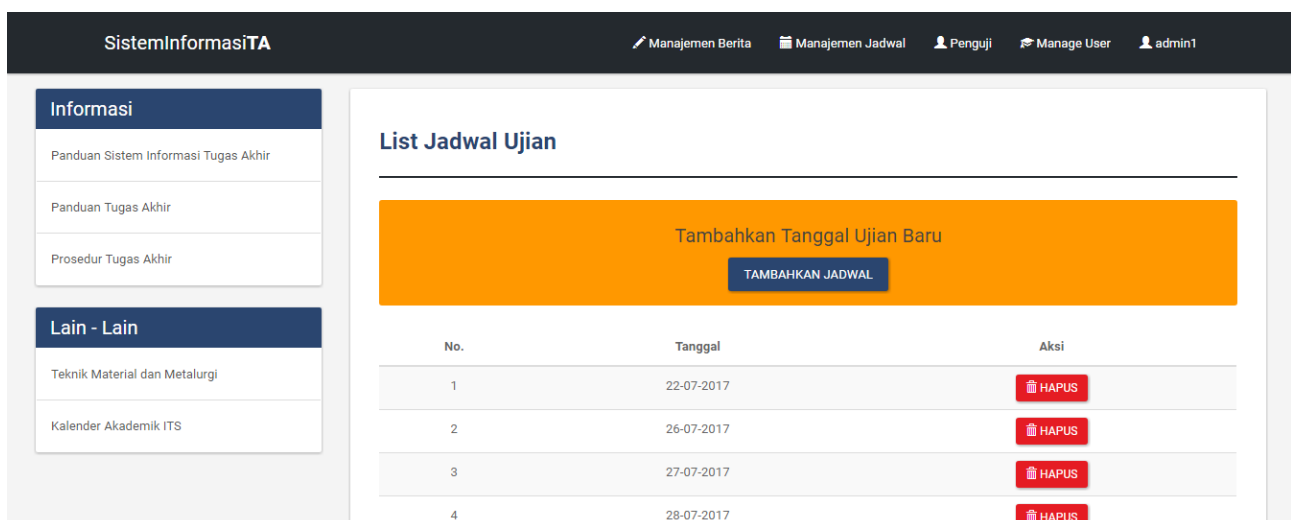 SistemInformasiTA
Manajemen Berita Manajemen Jadwal Penguji Manage User admin1
Informasi
Panduan Sistem Informasi Tugas Akhir
Panduan Tugas Akhir
Prosedur Tugas Akhir
Lain - Lain
Teknik Material dan Metalurgi
Kalender Akademik ITS
List Jadwal Ujian
Tambahkan Tanggal Ujian Baru
TAMBAHKAN JADWAL
No. Tanggal Aksi
1 22-07-2017 HAPUS
2 26-07-2017 HAPUS
3 27-07-2017 HAPUS
4 28-07-2017 HAPUS